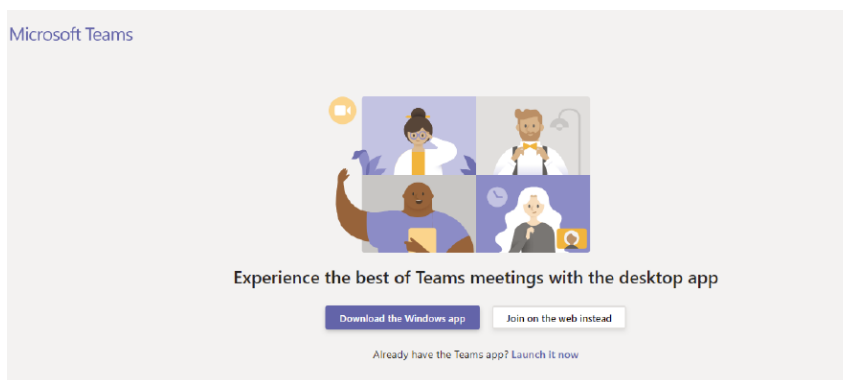 Microsoft Teams
Experience the best of Teams meetings with the desktop app
Download the Windows app
Join on the web instead
Already have the Teams app? Launch it now